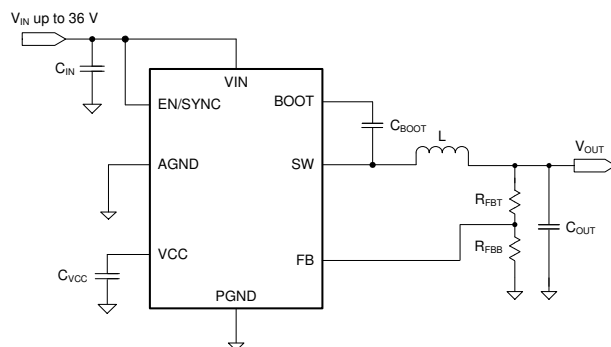 V_IN up to 36 V
C_IN
VIN
EN/SYNC
BOOT
C_BOOT
L
AGND
SW
V_OUT
R_FBT
C_OUT
VCC
FB
R_FBB
C_VCC
PGND